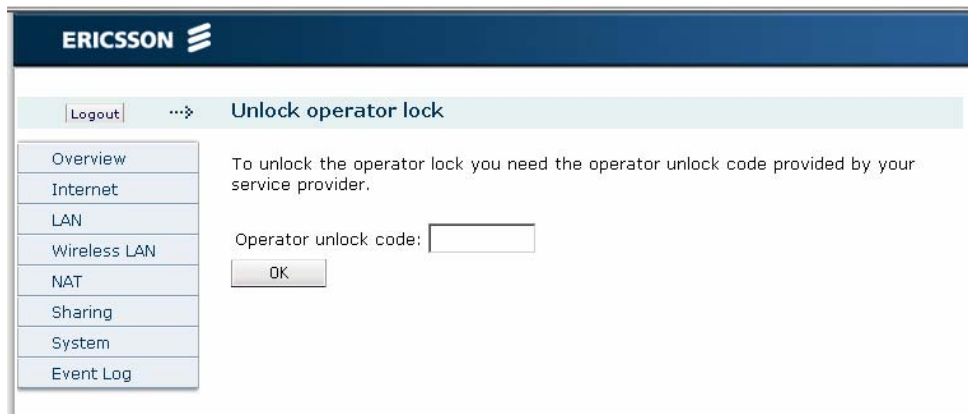 ERICSSON
Logout
Unlock operator lock
Overview
Internet
LAN
Wireless LAN
NAT
Sharing
System
Event Log
To unlock the operator lock you need the operator unlock code provided by your
service provider.
Operator unlock code:
OK